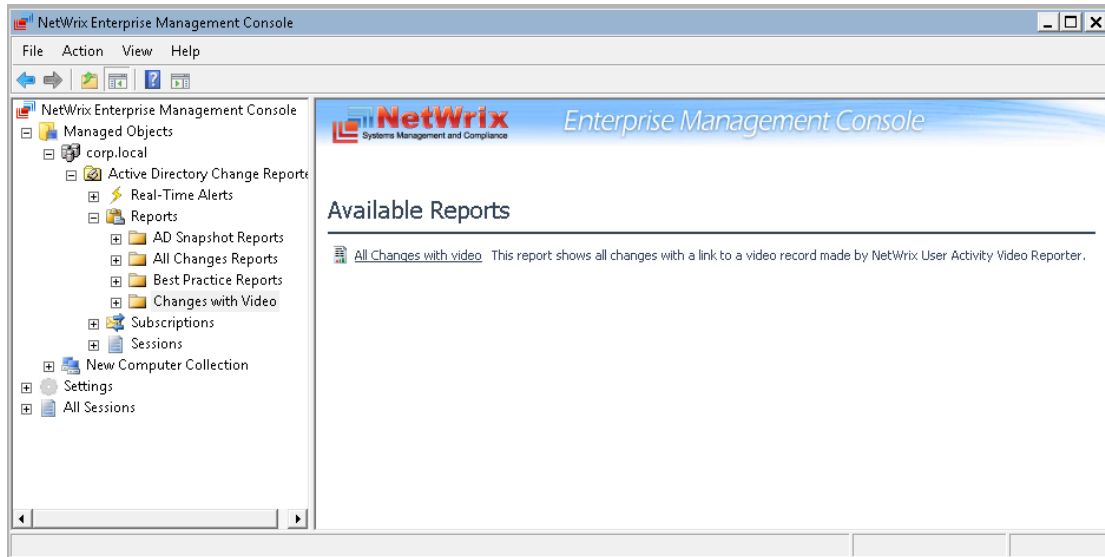 NetWrix Enterprise Management Console
File Action View Help
NetWrix Enterprise Management Console
Managed Objects
corp.local
Active Directory Change Reporte
Real-Time Alerts
Reports
AD Snapshot Reports
All Changes Reports
Best Practice Reports
Changes with Video
Subscriptions
Sessions
New Computer Collection
Settings
All Sessions
NetWrix
Systems Management and Compliance
Enterprise Management Console
Available Reports
All Changes with video This report shows all changes with a link to a video record made by NetWrix User Activity Video Reporter.